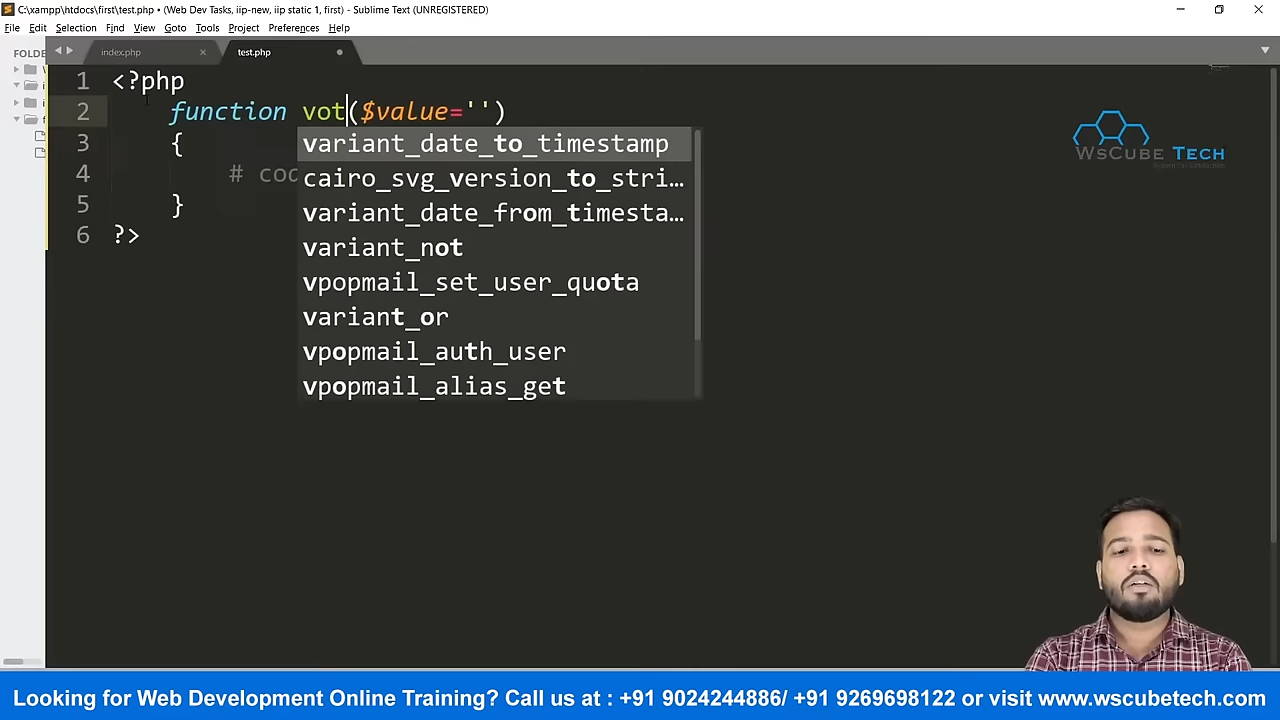 C:\xampp\htdocs\first\test.php • (Web Dev Tasks, iip-new, iip static 1, first) - Sublime Text (UNREGISTERED)
File Edit Selection Find View Goto Tools Project Preferences Help
FOLDE
index.php
test.php
1 <?php
2 function vot($value='')
3 {
4 # coo
5 }
6 ?>
variant_date_to_timestamp
cairo_svg_version_to_stri...
variant_date_from_timesta...
variant_not
vpopmail_set_user_quota
variant_or
vpopmail_auth_user
vpopmail_alias_get
WsCube Tech
Looking for Web Development Online Training? Call us at : +91 9024244886/ +91 9269698122 or visit www.wscubetech.com